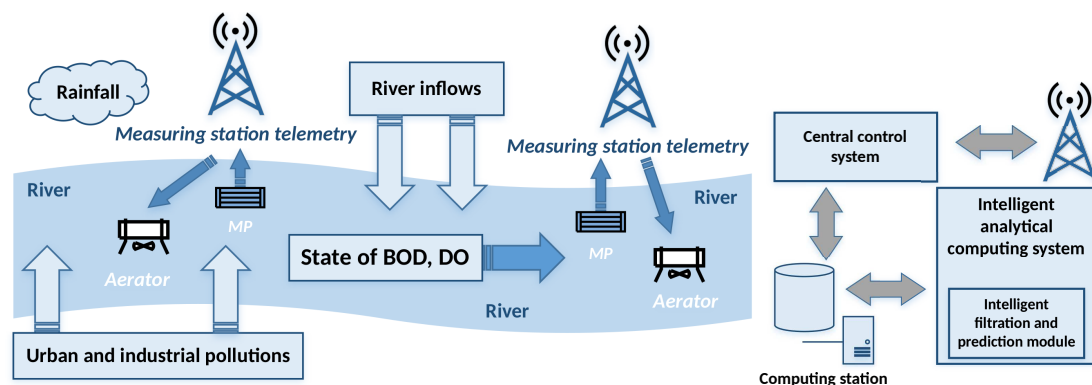 Rainfall
Measuring station telemetry
River
MP
Aerator
Urban and industrial pollutions
River inflows
State of BOD, DO
River
Measuring station telemetry
River
MP
Aerator
Central control
system
Intelligent
analytical
computing system
Intelligent
filtration and
prediction module
Computing station